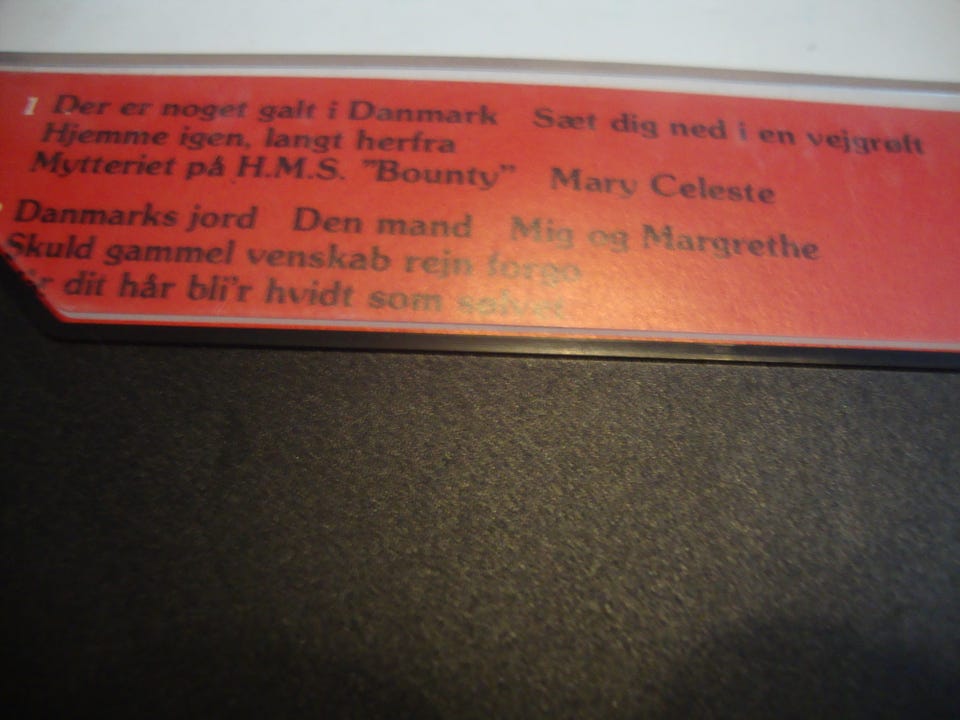 1 Der er noget galt i Danmark Sæt dig ned i en vejgrøft
Hjemme igen, langt herfra
Mytteriet på H.M.S. "Bounty" Mary Celeste
Danmarks jord Den mand Mig og Margrethe
Skuld gammel venskab rejn forgo
dit hår bli'r hvidt som sølvet